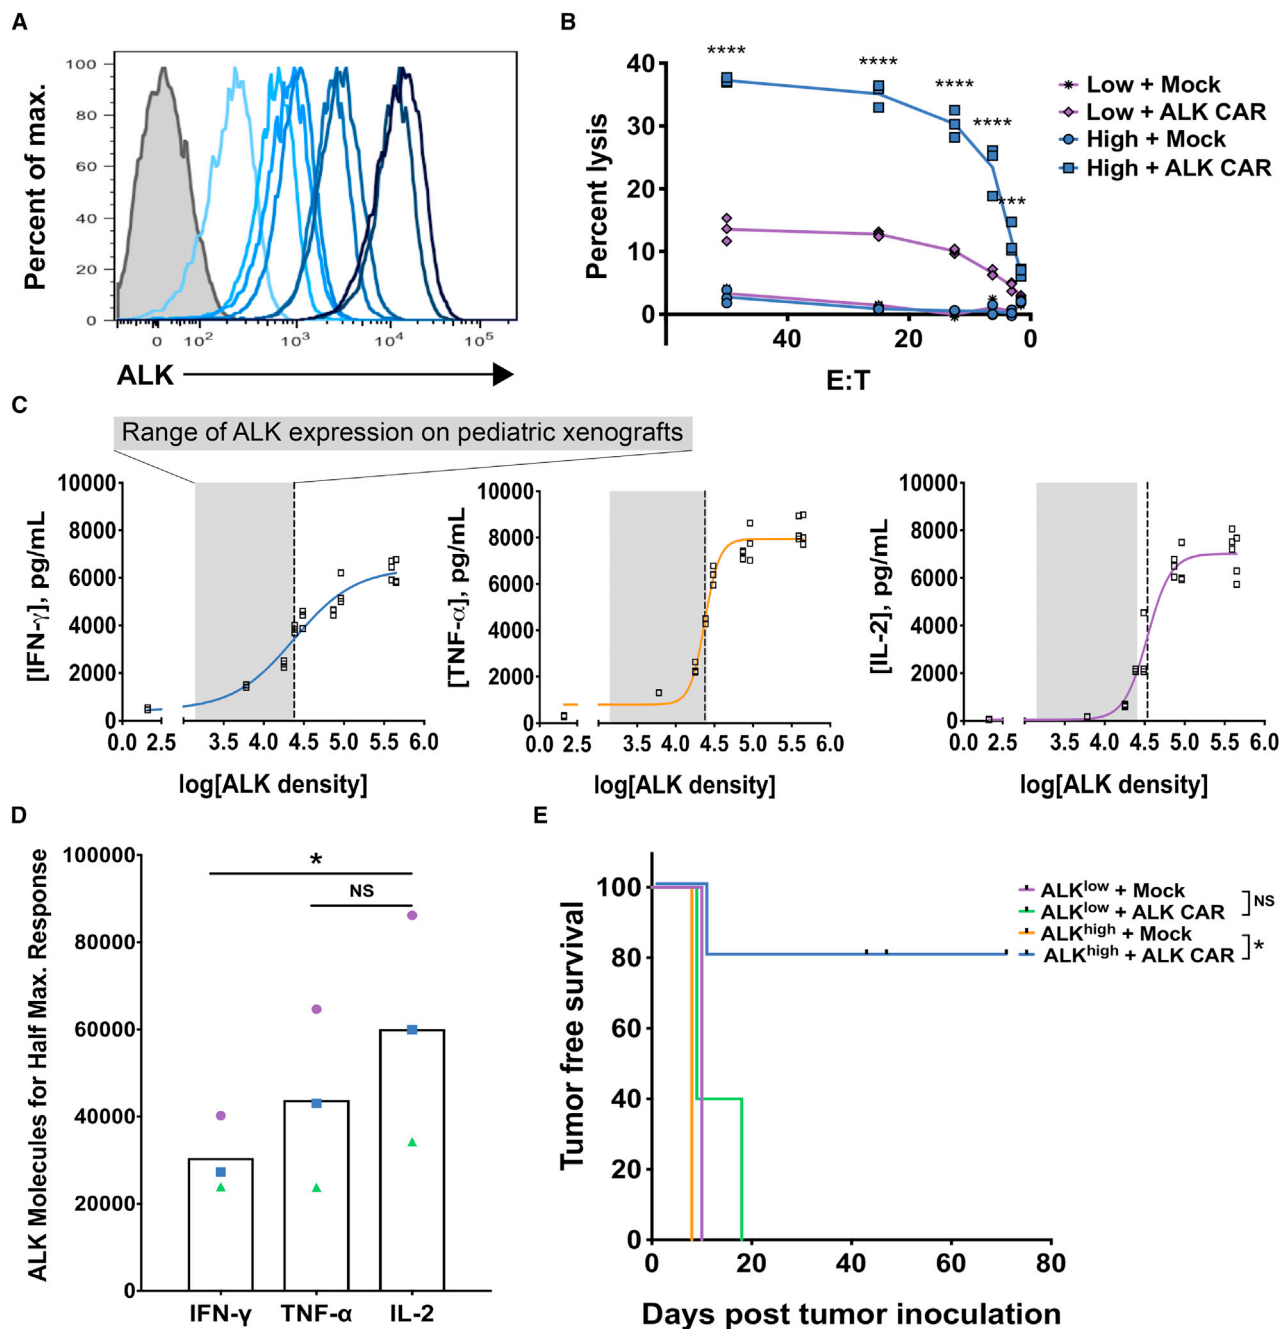 A
Percent of max.
100
80
60
40
20
0
0 10² 10³ 10⁴ 10⁵
ALK
B
Percent lysis
40
30
20
10
0
40 20 0
E:T
**** **** **** **** ***
Low + Mock
Low + ALK CAR
High + Mock
High + ALK CAR
C
Range of ALK expression on pediatric xenografts
[IFN-γ], pg/mL
10000
8000
6000
4000
2000
0
0.0 2.5 3.5 4.0 4.5 5.0 5.5 6.0
log[ALK density]
[TNF-α], pg/mL
10000
8000
6000
4000
2000
0
0.0 2.5 3.5 4.0 4.5 5.0 5.5 6.0
log[ALK density]
[IL-2], pg/mL
10000
8000
6000
4000
2000
0
0.0 2.5 3.5 4.0 4.5 5.0 5.5 6.0
log[ALK density]
D
ALK Molecules for Half Max. Response
100000
80000
60000
40000
20000
0
*
NS
IFN-γ TNF-α IL-2
E
Tumor free survival
100
80
60
40
20
0
0 20 40 60 80
Days post tumor inoculation
ALKlow + Mock
ALKlow + ALK CAR
NS
ALKhigh + Mock
ALKhigh + ALK CAR
*